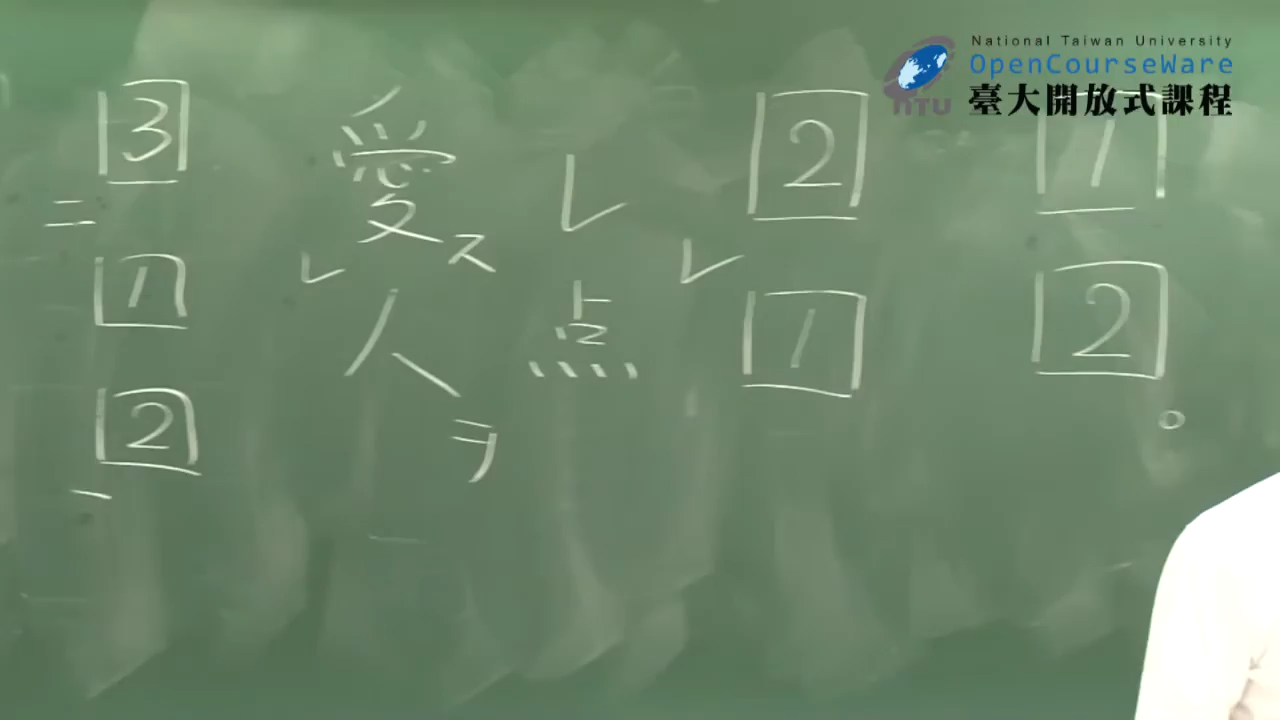 National Taiwan University
OpenCourseWare
臺大開放式課程
NTU
1
2。
2
レ
1
レ点
愛ス
レ
人ヲ
3
二
1
2
一